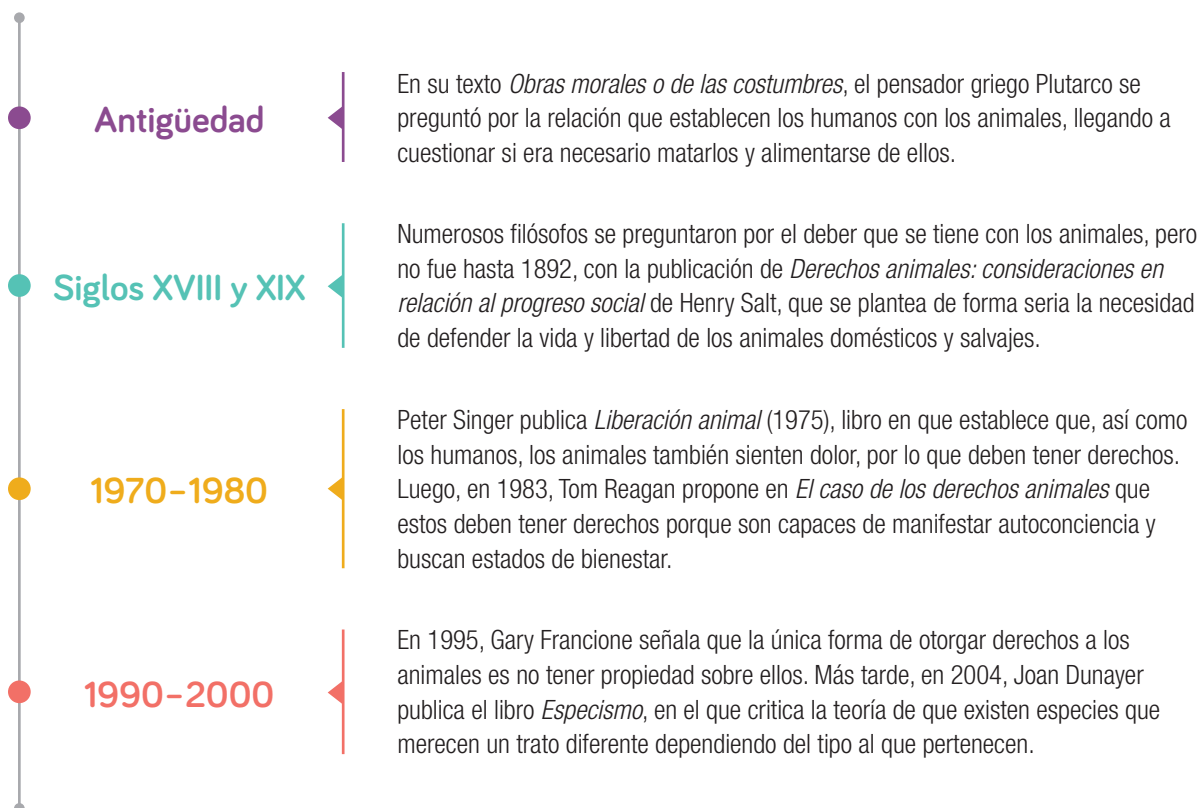 Antigüedad
En su texto Obras morales o de las costumbres, el pensador griego Plutarco se
preguntó por la relación que establecen los humanos con los animales, llegando a
cuestionar si era necesario matarlos y alimentarse de ellos.
Siglos XVIII y XIX
Numerosos filósofos se preguntaron por el deber que se tiene con los animales, pero
no fue hasta 1892, con la publicación de Derechos animales: consideraciones en
relación al progreso social de Henry Salt, que se plantea de forma seria la necesidad
de defender la vida y libertad de los animales domésticos y salvajes.
1970-1980
Peter Singer publica Liberación animal (1975), libro en que establece que, así como
los humanos, los animales también sienten dolor, por lo que deben tener derechos.
Luego, en 1983, Tom Reagan propone en El caso de los derechos animales que
estos deben tener derechos porque son capaces de manifestar autoconciencia y
buscan estados de bienestar.
1990-2000
En 1995, Gary Francione señala que la única forma de otorgar derechos a los
animales es no tener propiedad sobre ellos. Más tarde, en 2004, Joan Dunayer
publica el libro Especismo, en el que critica la teoría de que existen especies que
merecen un trato diferente dependiendo del tipo al que pertenecen.